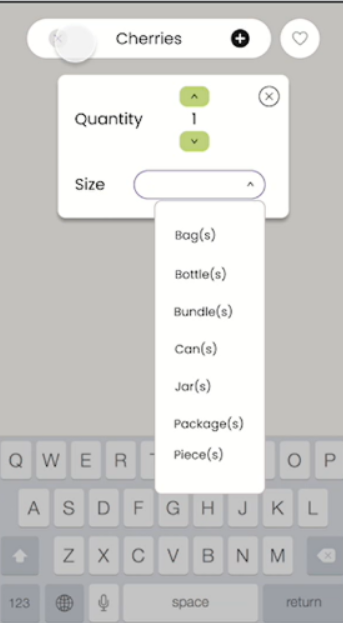 Cherries
Quantity
1
Size
Bag(s)
Bottle(s)
Bundle(s)
Can(s)
Jar(s)
Package(s)
Piece(s)
Q W E R O P
A S D F G H J K L
Z X C V B N M
123 space return